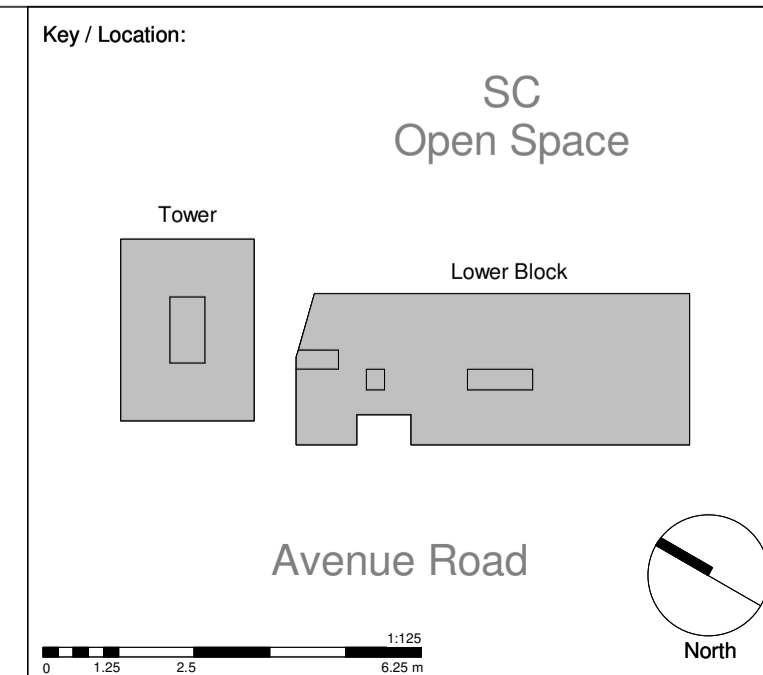 Key / Location:
SC
Open Space
Tower
Lower Block
Avenue Road
North
1:125
0 1.25 2.5 6.25 m